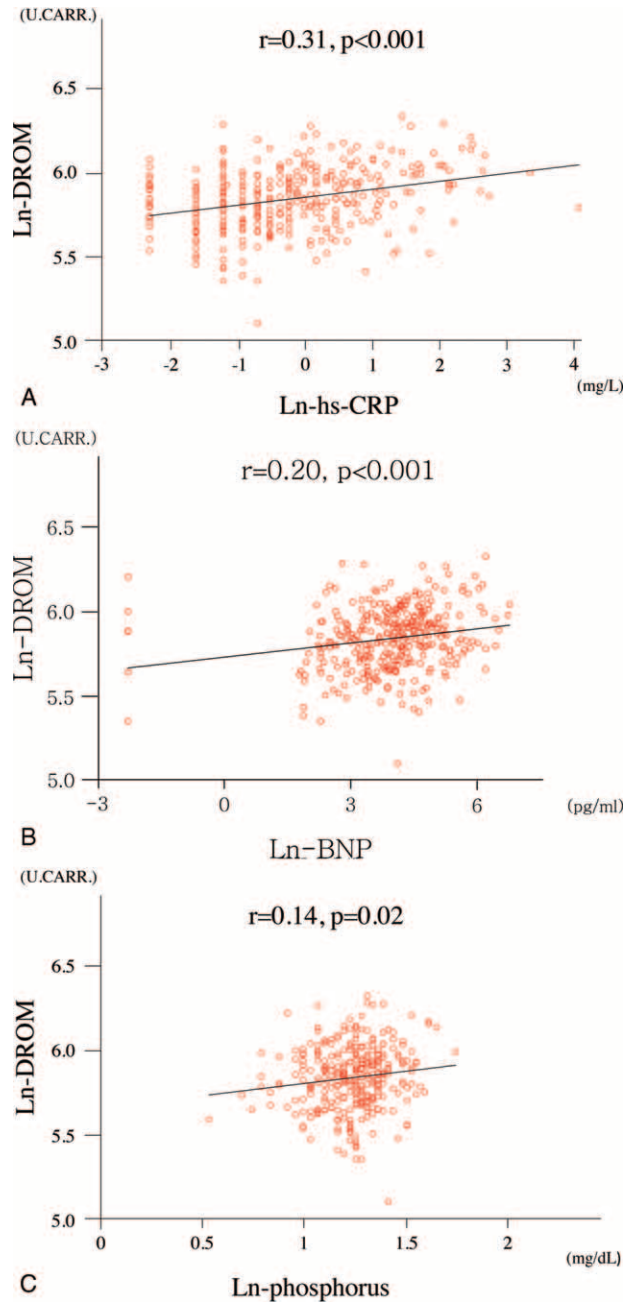 (U.CARR.)
r=0.31, p<0.001
Ln-DROM
6.5
6.0
5.5
5.0
-3 -2 -1 0 1 2 3 4
(mg/L)
A
Ln-hs-CRP
(U.CARR.)
r=0.20, p<0.001
Ln-DROM
6.5
6.0
5.5
5.0
-3 0 3 6 (pg/ml)
B
Ln-BNP
(U.CARR.)
r=0.14, p=0.02
Ln-DROM
6.5
6.0
5.5
5.0
0 0.5 1 1.5 2
(mg/dL)
C
Ln-phosphorus